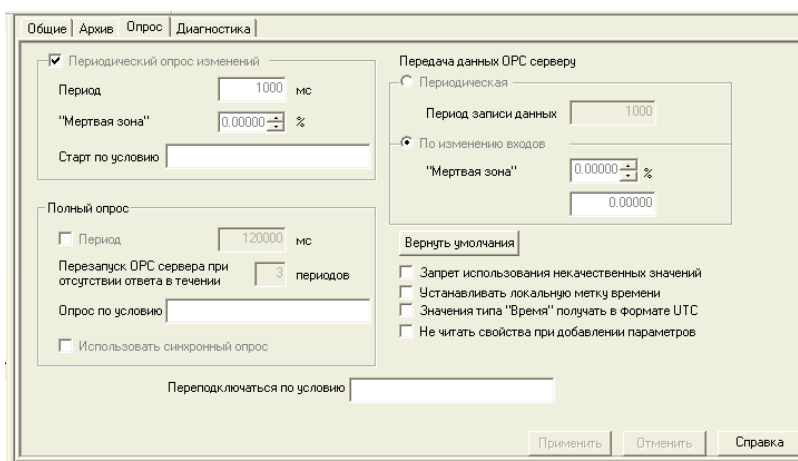 Общие Архив Опрос Диагностика
Периодический опрос изменений
Период 1000 мс
"Мертвая зона" 0.00000 %
Старт по условию
Полный опрос
Период 120000 мс
Перезапуск OPC сервера при
отсутствии ответа в течении 3 периодов
Опрос по условию
Использовать синхронный опрос
Передача данных OPC серверу
Периодическая
Период записи данных 1000
По изменению входов
"Мертвая зона" 0.00000 %
0.00000
Вернуть умолчания
Запрет использования некачественных значений
Устанавливать локальную метку времени
Значения типа "Время" получать в формате UTC
Не читать свойства при добавлении параметров
Переподключаться по условию
Применить Отменить Справка